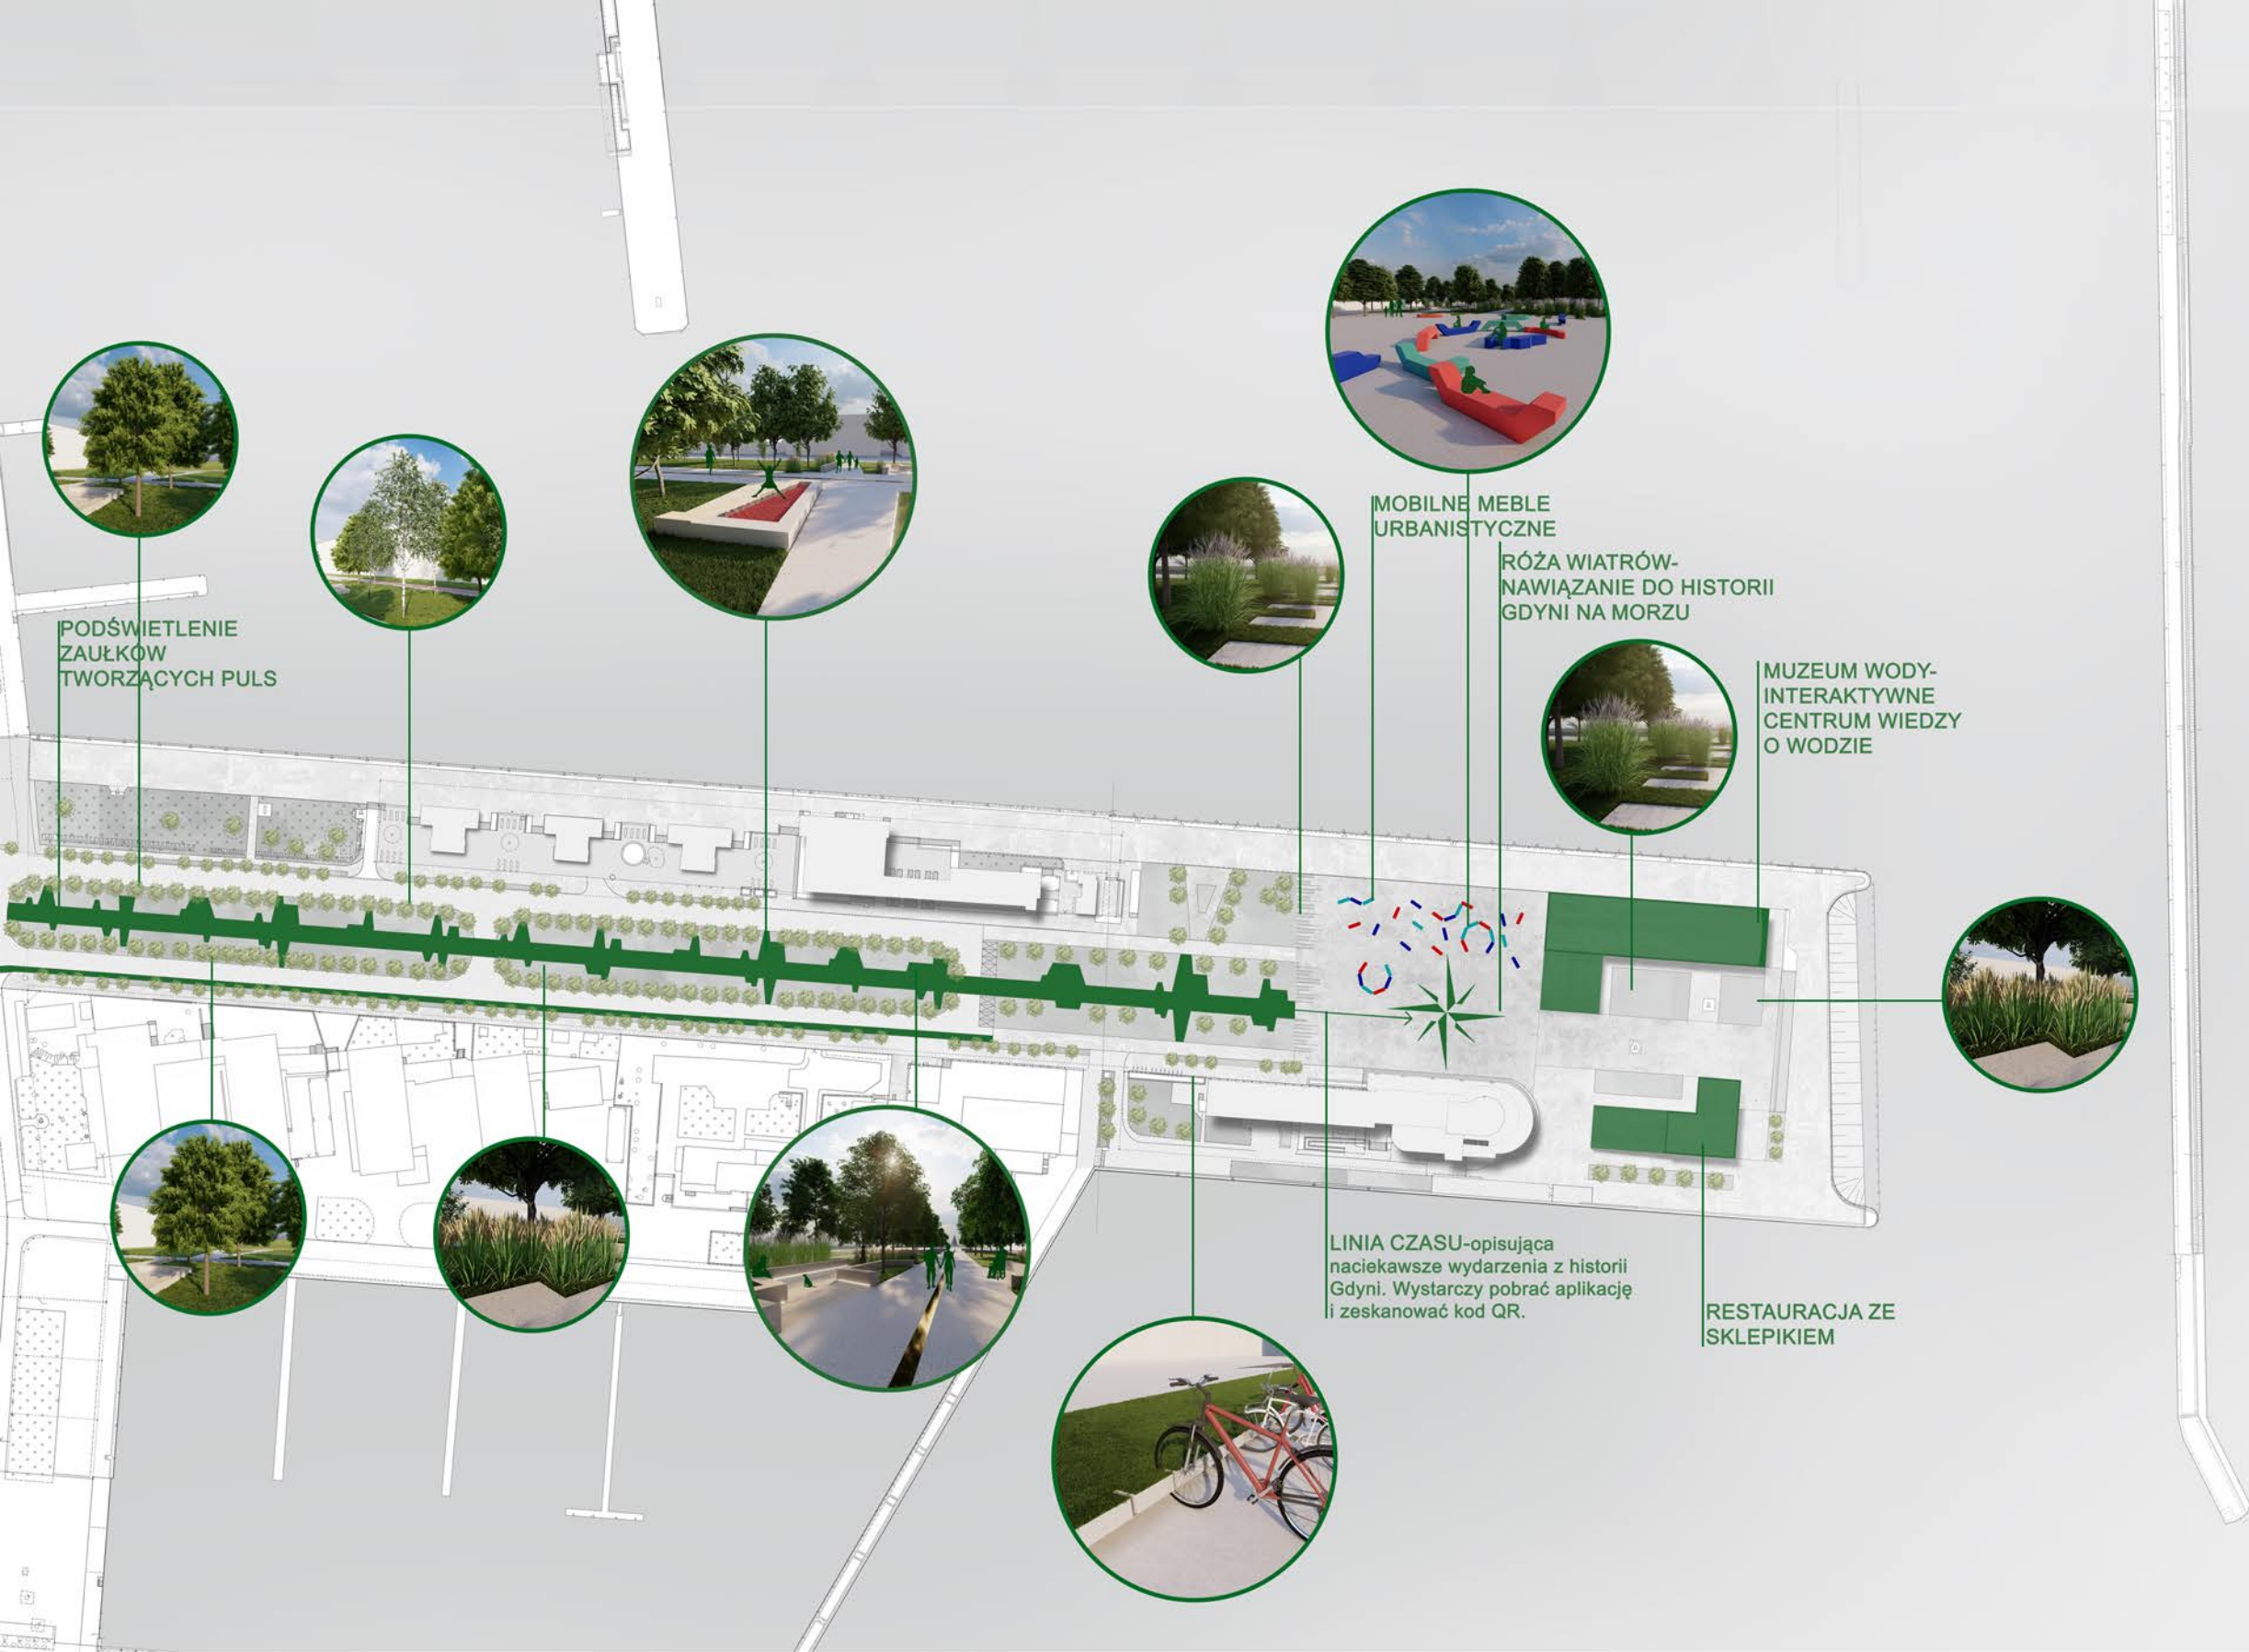 MOBILNE MEBLE
URBANISTYCZNE
RÓŻA WIATRÓW-
NAWIĄZANIE DO HISTORII
GDYNI NA MORZU
PODŚWIETLENIE
ZAUŁKÓW
TWORZĄCYCH PULS
MUZEUM WODY-
INTERAKTYWNE
CENTRUM WIEDZY
O WODZIE
LINIA CZASU-opisująca
naciekawsze wydarzenia z historii
Gdyni. Wystarczy pobrać aplikację
i zeskanować kod QR.
RESTAURACJA ZE
SKLEPIKIEM